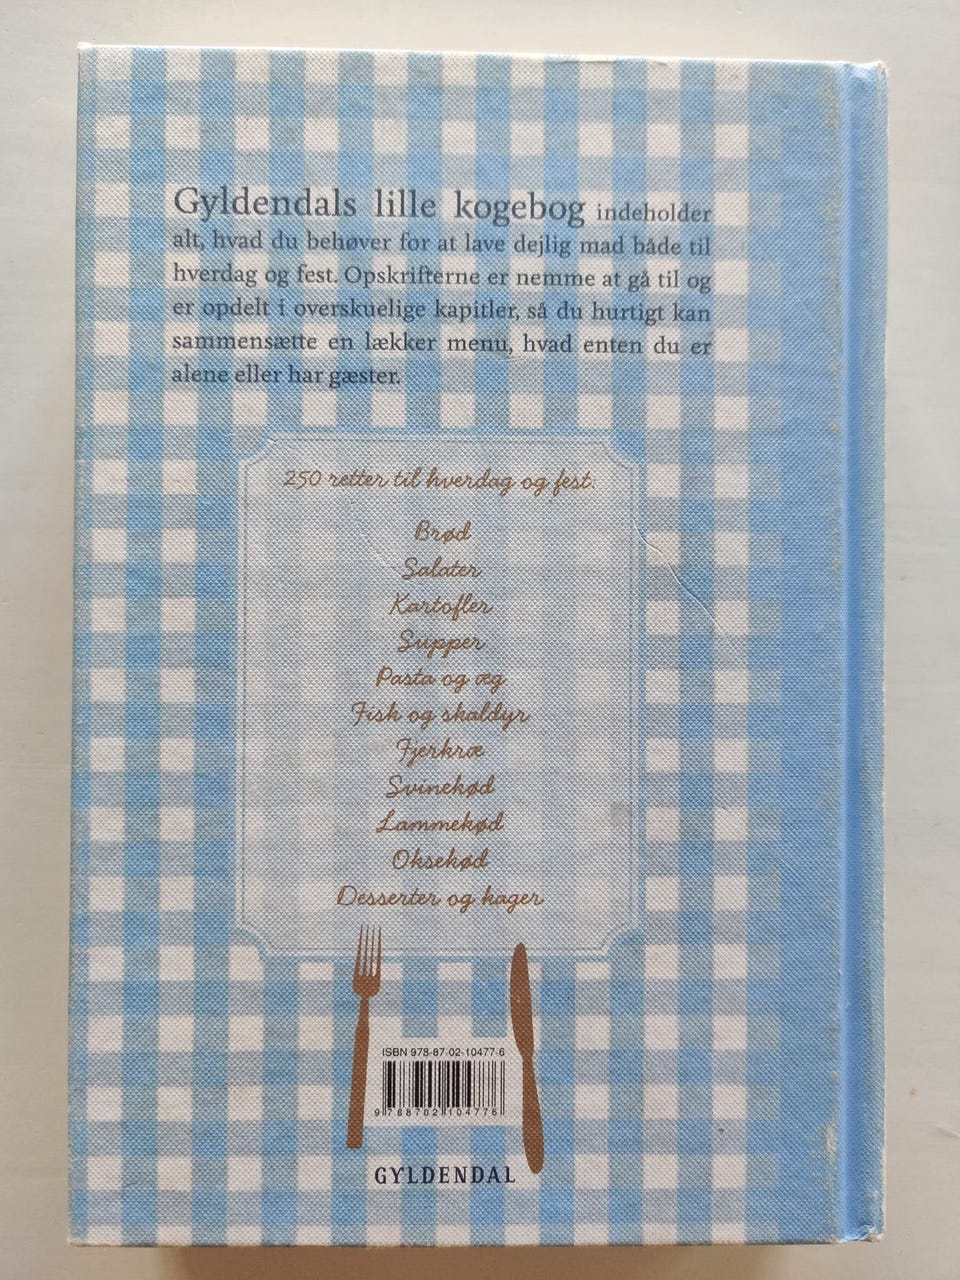 Gyldendals lille kogebog indeholder
alt, hvad du behøver for at lave dejlig mad både til
hverdag og fest. Opskrifterne er nemme at gå til og
er opdelt i overskuelige kapitler, så du hurtigt kan
sammensætte en lækker menu, hvad enten du er
alene eller har gæster.
250 retter til hverdag og fest:
Brød
Salater
Kartofler
Supper
Pasta og æg
Fisk og skaldyr
Fjerkræ
Svinekød
Lammekød
Oksekød
Desserter og kager
ISBN 978-87-02-10477-6
9 788702 104776
GYLDENDAL